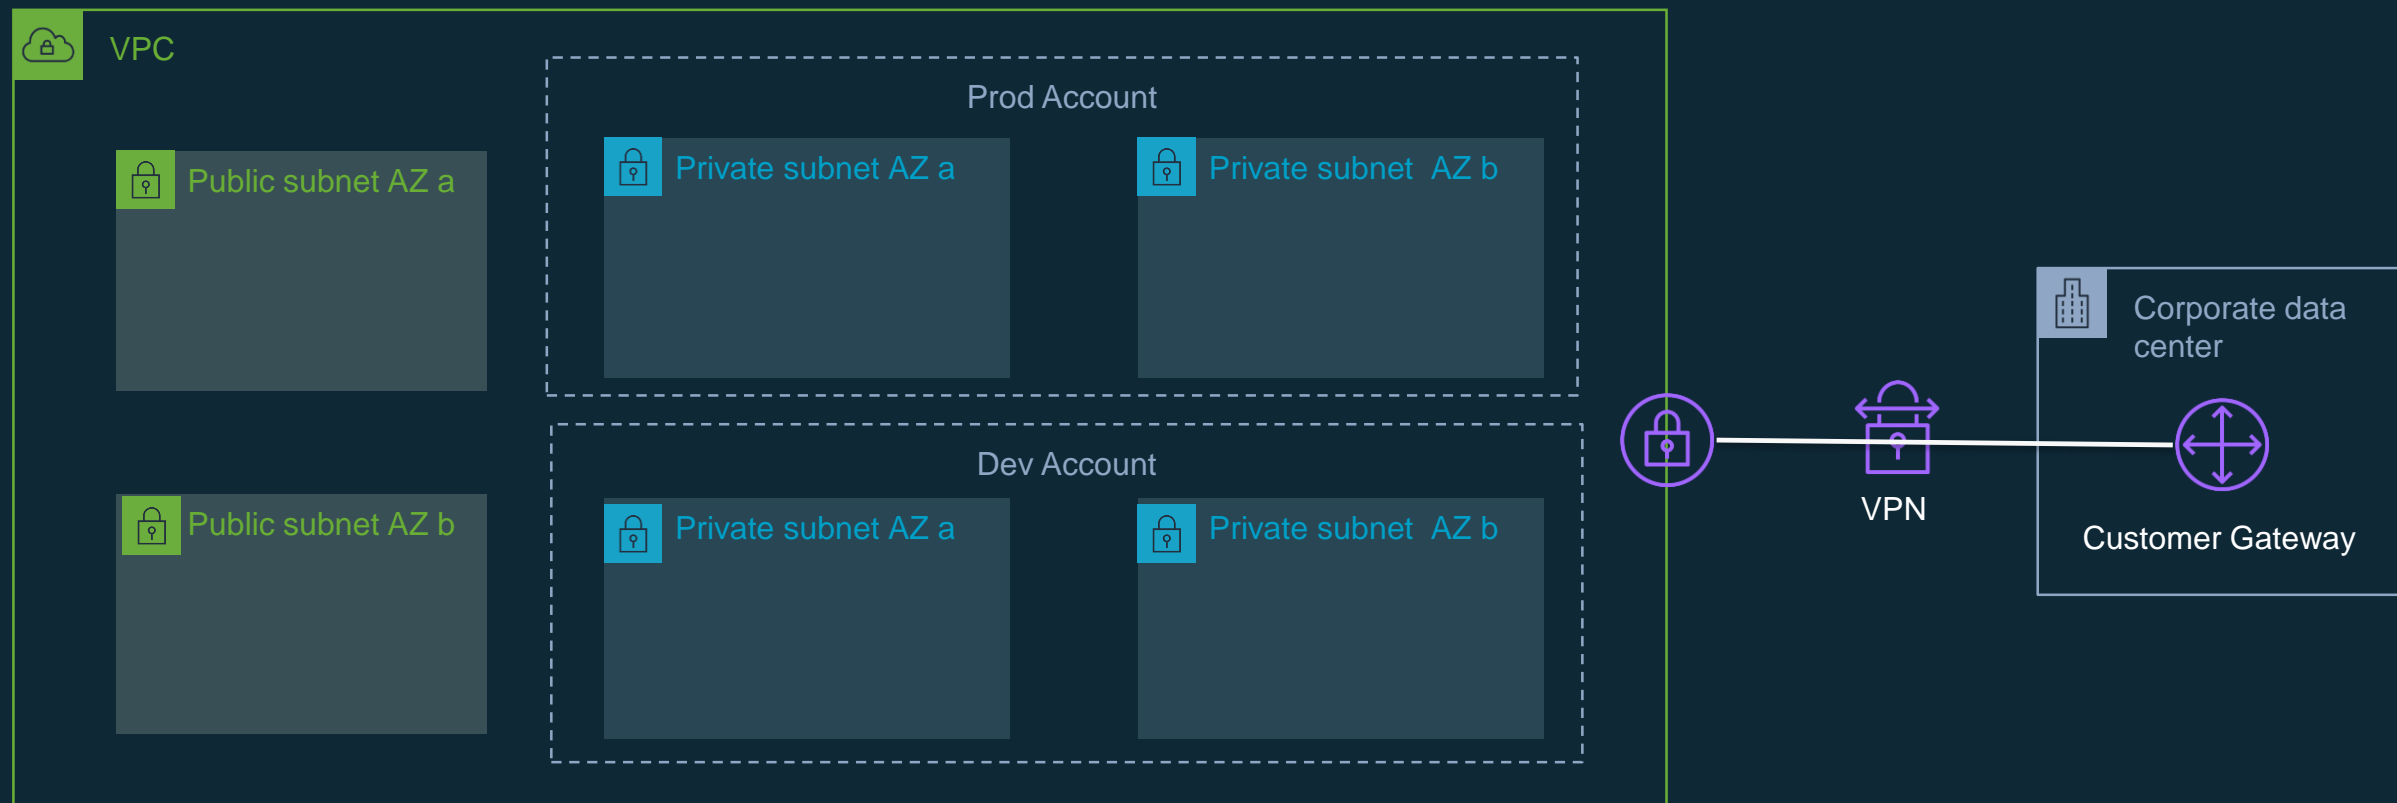 VPC
Prod Account
Public subnet AZ a
Private subnet AZ a
Private subnet AZ b
Dev Account
Public subnet AZ b
Private subnet AZ a
Private subnet AZ b
VPN
Corporate data
center
Customer Gateway